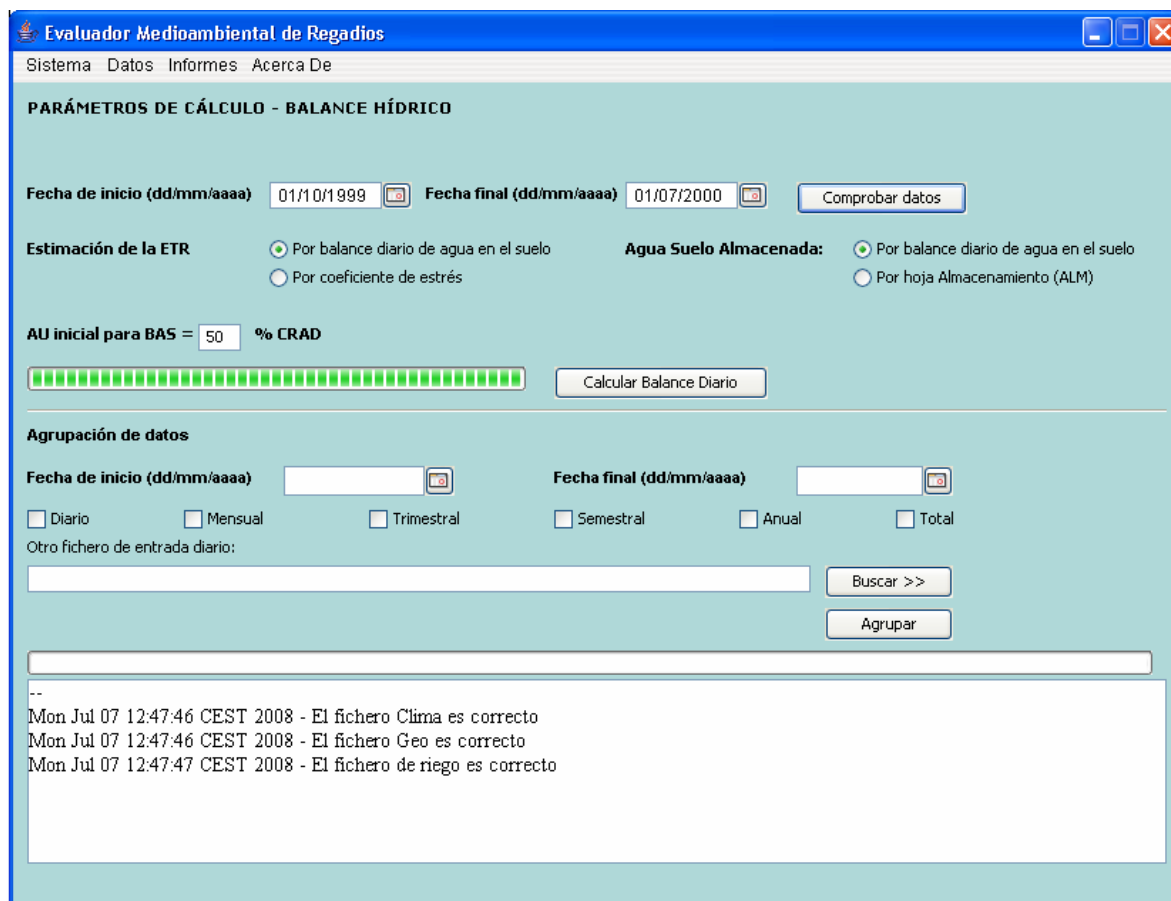 Evaluador Medioambiental de Regadios
Sistema Datos Informes Acerca De
PARÁMETROS DE CÁLCULO - BALANCE HÍDRICO
Fecha de inicio (dd/mm/aaaa) 01/10/1999 Fecha final (dd/mm/aaaa) 01/07/2000 Comprobar datos
Estimación de la ETR Por balance diario de agua en el suelo Agua Suelo Almacenada: Por balance diario de agua en el suelo
Por coeficiente de estrés Por hoja Almacenamiento (ALM)
AU inicial para BAS = 50 % CRAD
Calcular Balance Diario
Agrupación de datos
Fecha de inicio (dd/mm/aaaa) Fecha final (dd/mm/aaaa)
Diario Mensual Trimestral Semestral Anual Total
Otro fichero de entrada diario:
Buscar >>
Agrupar
--
Mon Jul 07 12:47:46 CEST 2008 - El fichero Clima es correcto
Mon Jul 07 12:47:46 CEST 2008 - El fichero Geo es correcto
Mon Jul 07 12:47:47 CEST 2008 - El fichero de riego es correcto